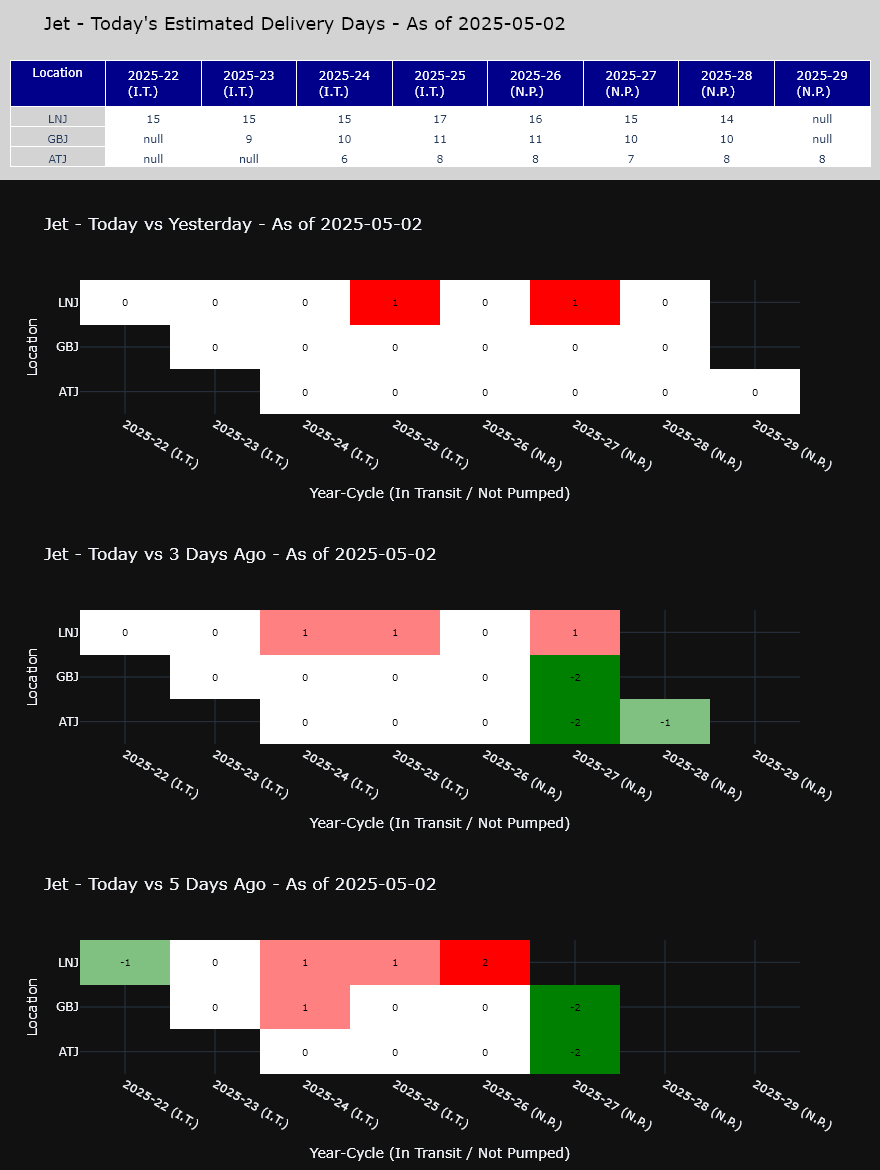 Jet - Today's Estimated Delivery Days - As of 2025-05-02
Location 2025-22 (I.T.) 2025-23 (I.T.) 2025-24 (I.T.) 2025-25 (I.T.) 2025-26 (N.P.) 2025-27 (N.P.) 2025-28 (N.P.) 2025-29 (N.P.)
LNJ 15 15 15 17 16 15 14 null
GBJ null 9 10 11 11 10 10 null
ATJ null null 6 8 8 7 8 8
Jet - Today vs Yesterday - As of 2025-05-02
Location
LNJ 0 0 0 1 0 1 0
GBJ 0 0 0 0 0 0
ATJ 0 0 0 0 0 0
2025-22 (I.T.) 2025-23 (I.T.) 2025-24 (I.T.) 2025-25 (I.T.) 2025-26 (N.P.) 2025-27 (N.P.) 2025-28 (N.P.) 2025-29 (N.P.)
Year-Cycle (In Transit / Not Pumped)
Jet - Today vs 3 Days Ago - As of 2025-05-02
Location
LNJ 0 0 1 1 0 1
GBJ 0 0 0 0 -2
ATJ 0 0 0 -2 -1
2025-22 (I.T.) 2025-23 (I.T.) 2025-24 (I.T.) 2025-25 (I.T.) 2025-26 (N.P.) 2025-27 (N.P.) 2025-28 (N.P.) 2025-29 (N.P.)
Year-Cycle (In Transit / Not Pumped)
Jet - Today vs 5 Days Ago - As of 2025-05-02
Location
LNJ -1 0 1 1 2
GBJ 0 1 0 0 -2
ATJ 0 0 0 -2
2025-22 (I.T.) 2025-23 (I.T.) 2025-24 (I.T.) 2025-25 (I.T.) 2025-26 (N.P.) 2025-27 (N.P.) 2025-28 (N.P.) 2025-29 (N.P.)
Year-Cycle (In Transit / Not Pumped)